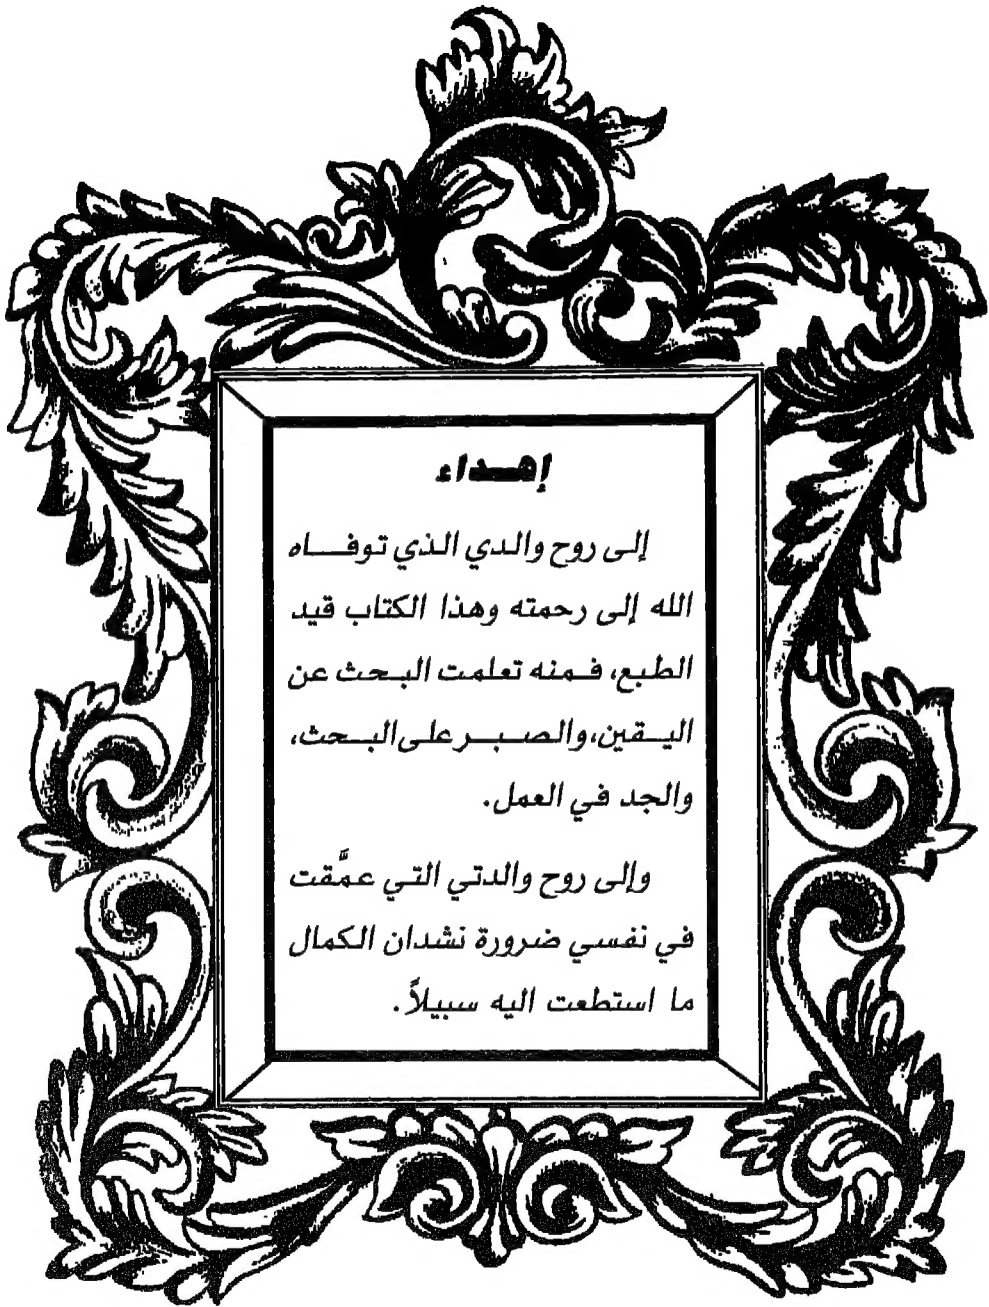 إهداء
إلى روح والدي الذي توفاه
الله إلى رحمته وهذا الكتاب قيد
الطبع، فمنه تعلمت البحث عن
اليقين، والصبر على البحث،
والجد في العمل.
وإلى روح والدتي التي عمَّقت
في نفسي ضرورة نشدان الكمال
ما استطعت اليه سبيلاً.